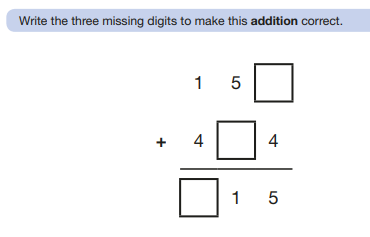 Write the three missing digits to make this addition correct.
1 5
+ 4 4
1 5